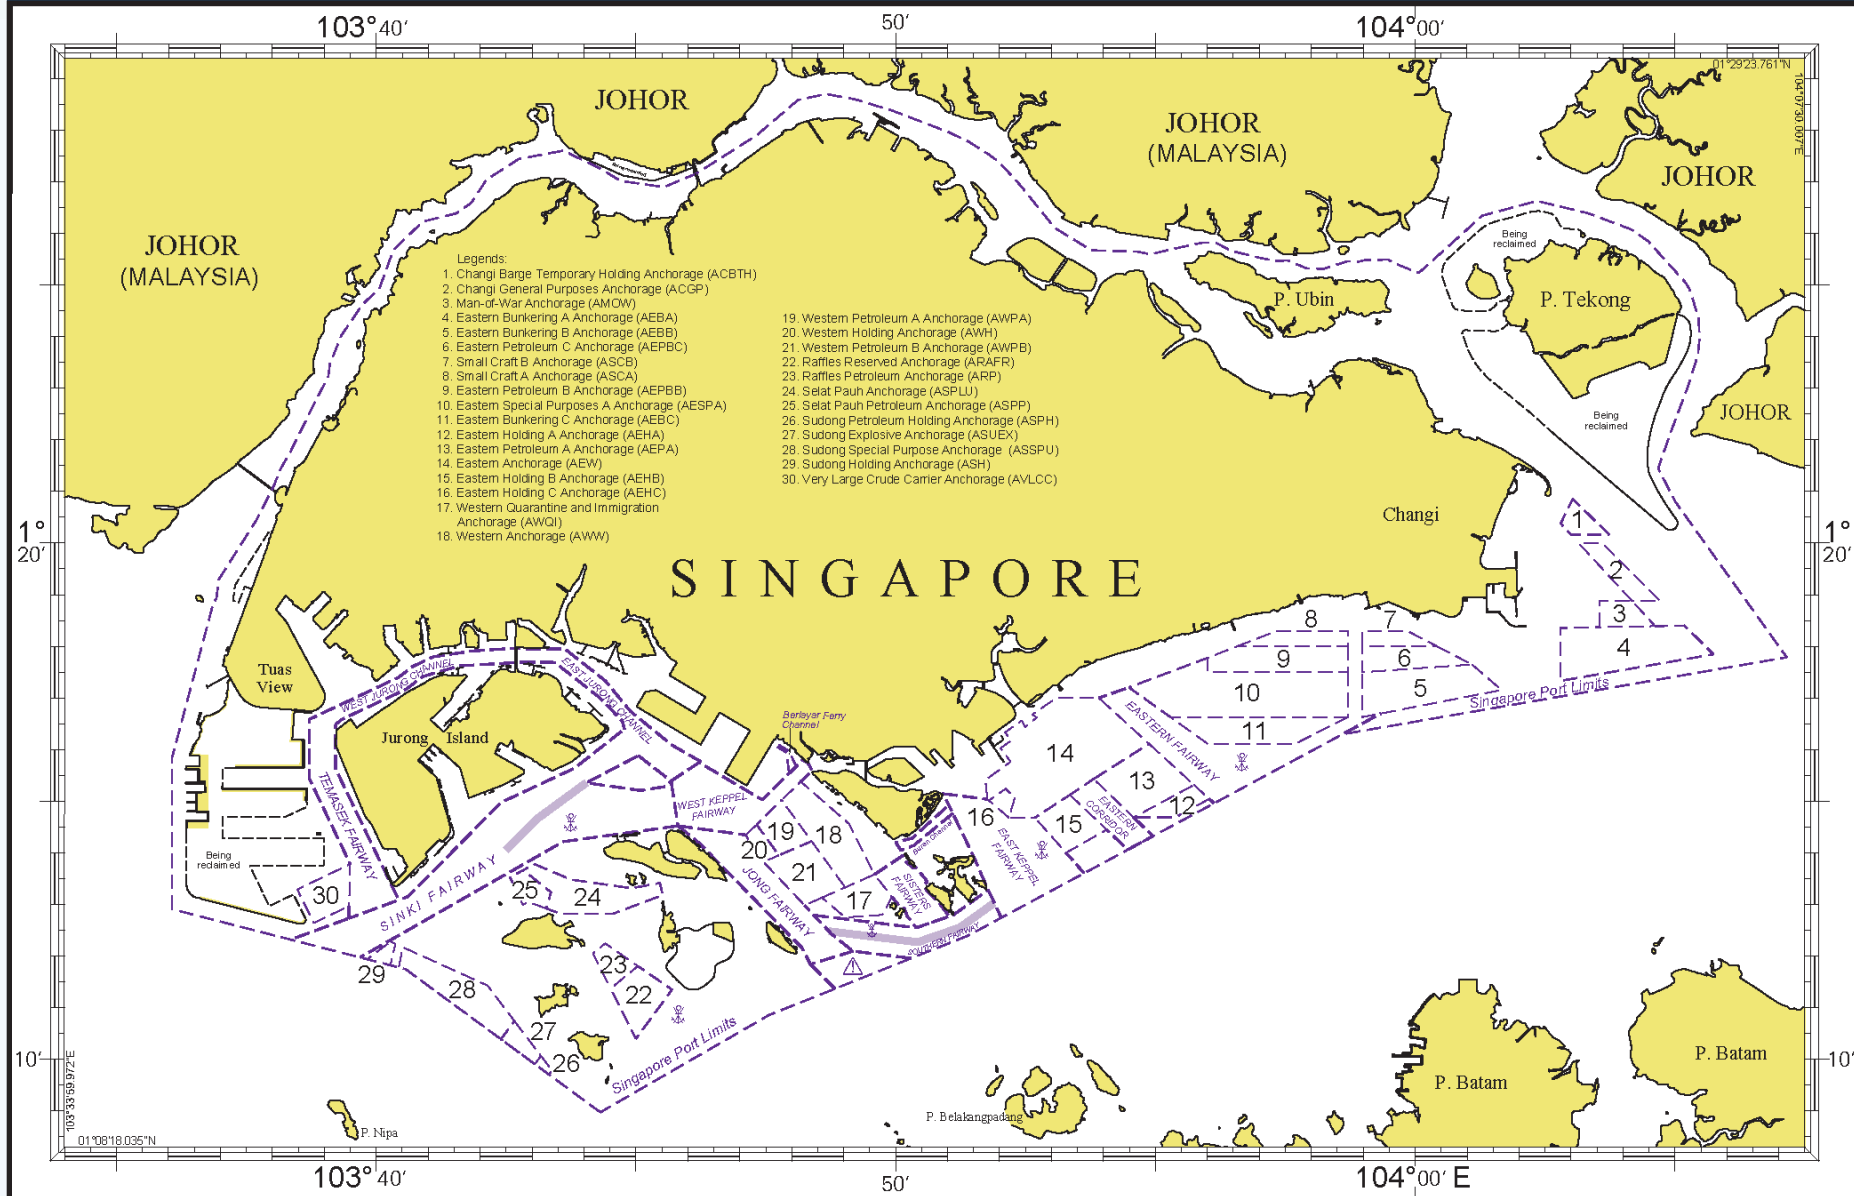 103°40′
50′
104°00′
01°29'23.761"N
104°07'30.007"E
JOHOR
JOHOR
(MALAYSIA)
JOHOR
JOHOR
(MALAYSIA)
Being
reclaimed
P. Ubin
P. Tekong
Being
reclaimed
JOHOR
Legends:
1. Changi Barge Temporary Holding Anchorage (ACBTH)
2. Changi General Purposes Anchorage (ACGP)
3. Man-of-War Anchorage (AMOW)
4. Eastern Bunkering A Anchorage (AEBA)
5. Eastern Bunkering B Anchorage (AEBB)
6. Eastern Petroleum C Anchorage (AEPBC)
7. Small Craft B Anchorage (ASCB)
8. Small Craft A Anchorage (ASCA)
9. Eastern Petroleum B Anchorage (AEPBB)
10. Eastern Special Purposes A Anchorage (AESPA)
11. Eastern Bunkering C Anchorage (AEBC)
12. Eastern Holding A Anchorage (AEHA)
13. Eastern Petroleum A Anchorage (AEPA)
14. Eastern Anchorage (AEW)
15. Eastern Holding B Anchorage (AEHB)
16. Eastern Holding C Anchorage (AEHC)
17. Western Quarantine and Immigration
Anchorage (AWQI)
18. Western Anchorage (AWW)
19. Western Petroleum A Anchorage (AWPA)
20. Western Holding Anchorage (AWH)
21. Western Petroleum B Anchorage (AWPB)
22. Raffles Reserved Anchorage (ARAFR)
23. Raffles Petroleum Anchorage (ARP)
24. Selat Pauh Anchorage (ASPLU)
25. Selat Pauh Petroleum Anchorage (ASPP)
26. Sudong Petroleum Holding Anchorage (ASPH)
27. Sudong Explosive Anchorage (ASUEX)
28. Sudong Special Purpose Anchorage (ASSPU)
29. Sudong Holding Anchorage (ASH)
30. Very Large Crude Carrier Anchorage (AVLCC)
Changi
1°
20′
1°
20′
SINGAPORE
1
2
3
4
8
7
9
6
10
5
11
Singapore Port Limits
Tuas
View
WEST JURONG CHANNEL
EAST JURONG CHANNEL
Jurong Island
Berlayar Ferry
Channel
TEMASEK FAIRWAY
EASTERN FAIRWAY
14
13
12
EASTERN
CORRIDOR
15
16
EAST KEPPEL
FAIRWAY
WEST KEPPEL
FAIRWAY
19
18
20
21
17
Buran Channel
SISTERS
FAIRWAY
JONG FAIRWAY
SOUTHERN FAIRWAY
SINKI FAIRWAY
Being
reclaimed
30
25
24
23
22
29
28
27
26
Singapore Port Limits
10′
10′
P. Batam
P. Batam
P. Belakangpadang
P. Nipa
103°33'59.972"E
01°08'18.035"N
103°40′
50′
104°00′ E